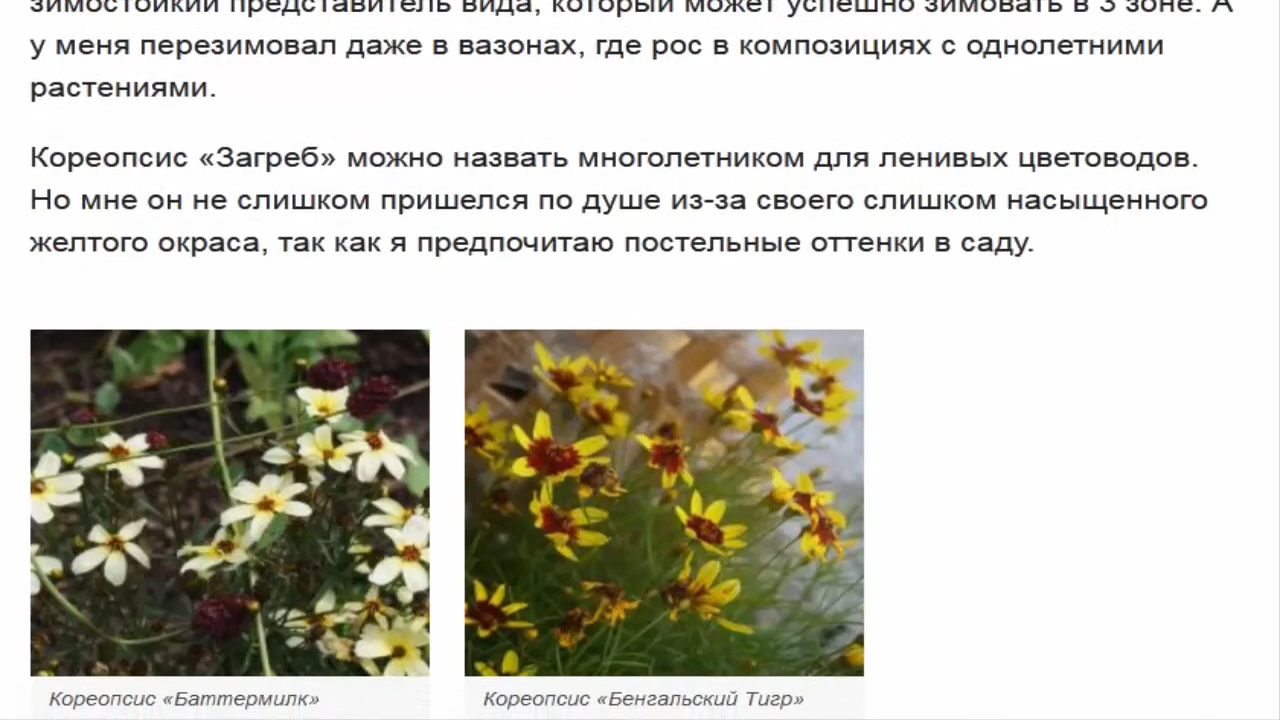 зимостойкий представитель вида, который может успешно зимовать в 3 зоне. А
у меня перезимовал даже в вазонах, где рос в композициях с однолетними
растениями.
Кореопсис «Загреб» можно назвать многолетником для ленивых цветоводов.
Но мне он не слишком пришелся по душе из-за своего слишком насыщенного
желтого окраса, так как я предпочитаю постельные оттенки в саду.
Кореопсис «Баттермилк»
Кореопсис «Бенгальский Тигр»